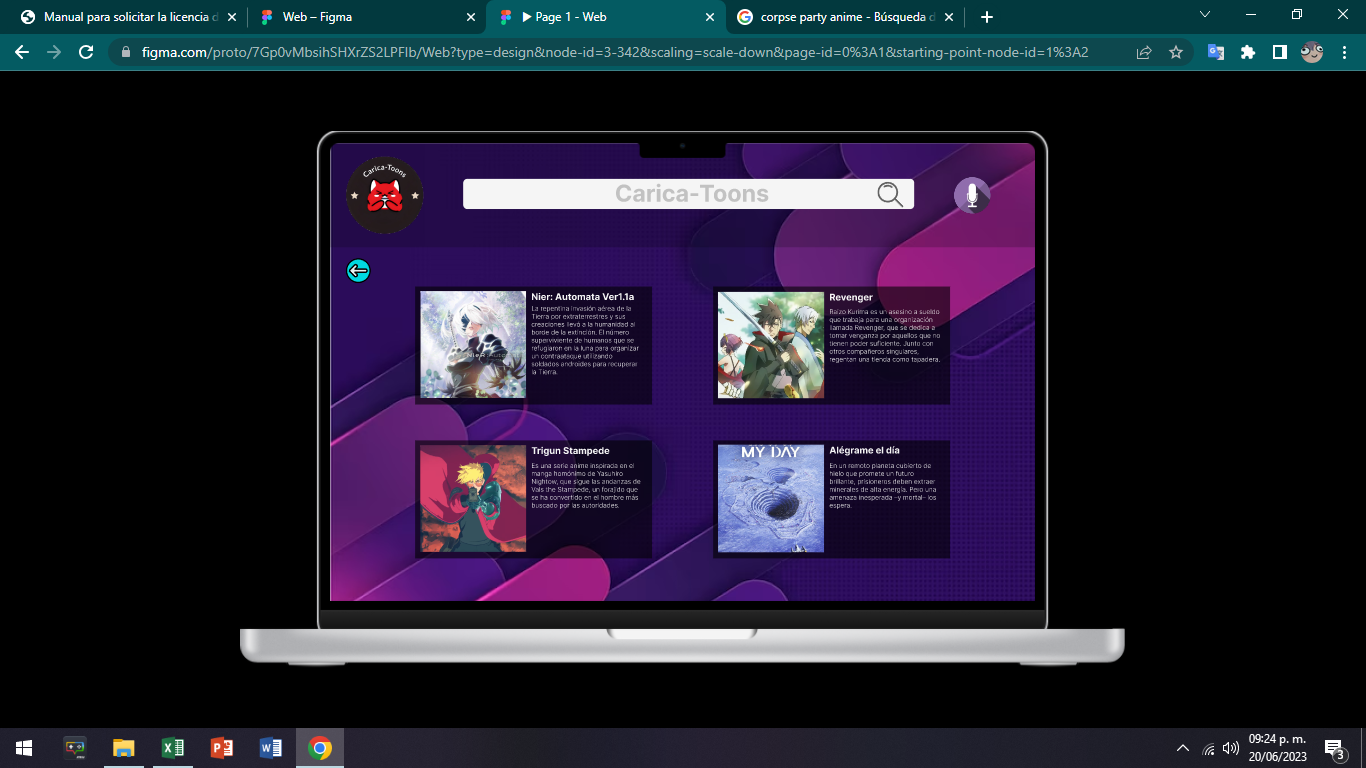 Manual para solicitar la licencia d
Web – Figma
▶ Page 1 - Web
corpse party anime - Búsqueda d
figma.com/proto/7Gp0vMbsihSHXrZS2LPFIb/Web?type=design&node-id=3-342&scaling=scale-down&page-id=0%3A1&starting-point-node-id=1%3A2
Carica-Toons
Carica-Toons
Nier: Automata Ver1.1a
La repentina invasión aérea de la
Tierra por extraterrestres y sus
creaciones llevó a la humanidad al
borde de la extinción. El número
superviviente de humanos que se
refugiaron en la luna para organizar
un contraataque utilizando
soldados androides para recuperar
la Tierra.
NieR:Automata
Revenger
Raizo Kurima es un asesino a sueldo
que trabaja para una organización
llamada Revenger, que se dedica a
tomar venganza por aquellos que no
tienen poder suficiente. Junto con
otros compañeros singulares,
regentan una tienda como tapadera.
Trigun Stampede
Es una serie anime inspirada en el
manga homónimo de Yasuhiro
Nightow, que sigue las andanzas de
Vals the Stampede, un forajido que
se ha convertido en el hombre más
buscado por las autoridades.
MY DAY
Alégrame el día
En un remoto planeta cubierto de
hielo que promete un futuro
brillante, prisioneros deben extraer
minerales de alta energía. Pero una
amenaza inesperada -y mortal- los
espera.
09:24 p. m.
20/06/2023
3